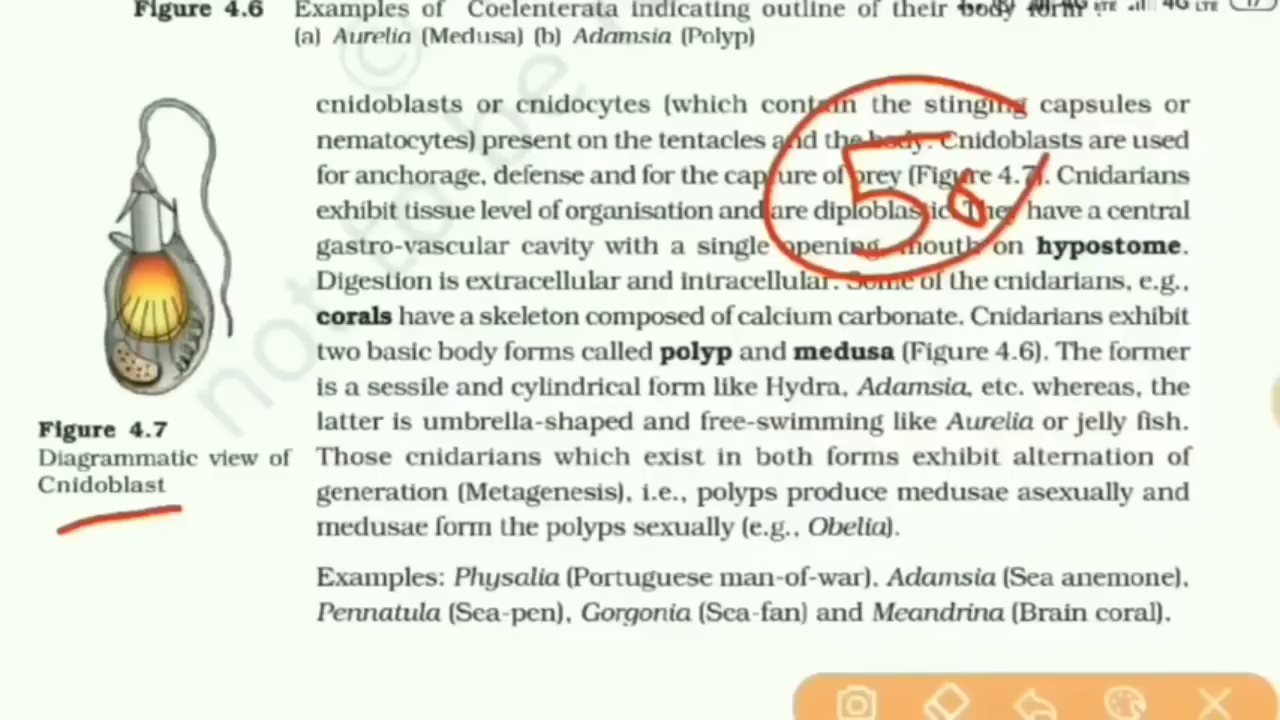 Figure 4.6 Examples of Coelenterata indicating outline of their body form :
(a) Aurelia (Medusa) (b) Adamsia (Polyp)
cnidoblasts or cnidocytes (which contain the stinging capsules or
nematocytes) present on the tentacles and the body. Cnidoblasts are used
for anchorage, defense and for the capture of prey (Figure 4.7). Cnidarians
exhibit tissue level of organisation and are diploblastic. They have a central
gastro-vascular cavity with a single opening, mouth on hypostome.
Digestion is extracellular and intracellular. Some of the cnidarians, e.g.,
corals have a skeleton composed of calcium carbonate. Cnidarians exhibit
two basic body forms called polyp and medusa (Figure 4.6). The former
is a sessile and cylindrical form like Hydra, Adamsia, etc. whereas, the
latter is umbrella-shaped and free-swimming like Aurelia or jelly fish.
Those cnidarians which exist in both forms exhibit alternation of
generation (Metagenesis), i.e., polyps produce medusae asexually and
medusae form the polyps sexually (e.g., Obelia).
Examples: Physalia (Portuguese man-of-war), Adamsia (Sea anemone),
Pennatula (Sea-pen), Gorgonia (Sea-fan) and Meandrina (Brain coral).
Figure 4.7
Diagrammatic view of
Cnidoblast
56
© not to be r
4G LTE 4G LTE 17